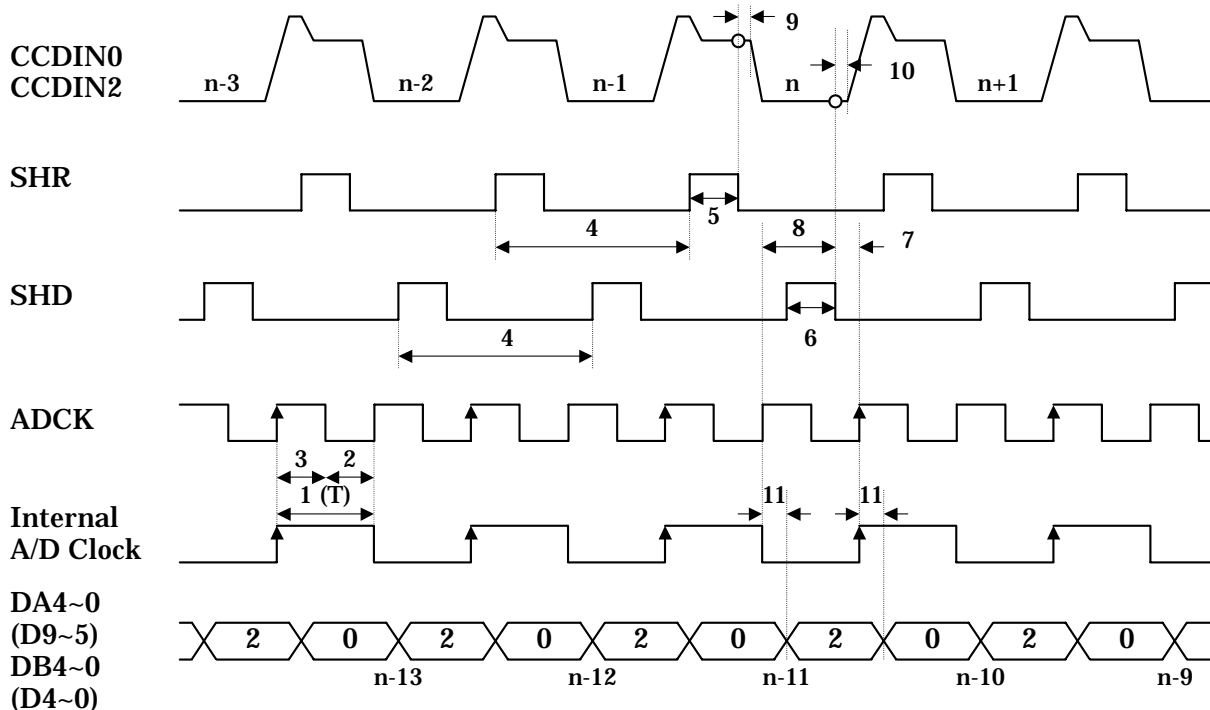 9
CCDIN0
CCDIN2
n-3
n-2
n-1
n
10
n+1
SHR
5
4
8
7
SHD
6
4
ADCK
3
2
1 (T)
11
11
Internal
A/D Clock
DA4~0
(D9~5)
DB4~0
(D4~0)
2
0
2
0
2
0
2
0
2
0
n-13
n-12
n-11
n-10
n-9